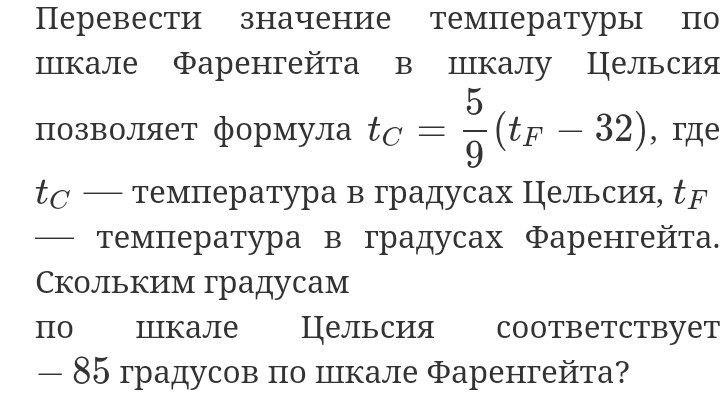 Перевести значение температуры по
шкале Фаренгейта в шкалу Цельсия
позволяет формула t_C = 5/9 (t_F − 32), где
t_C — температура в градусах Цельсия, t_F
— температура в градусах Фаренгейта.
Скольким градусам
по шкале Цельсия соответствует
− 85 градусов по шкале Фаренгейта?